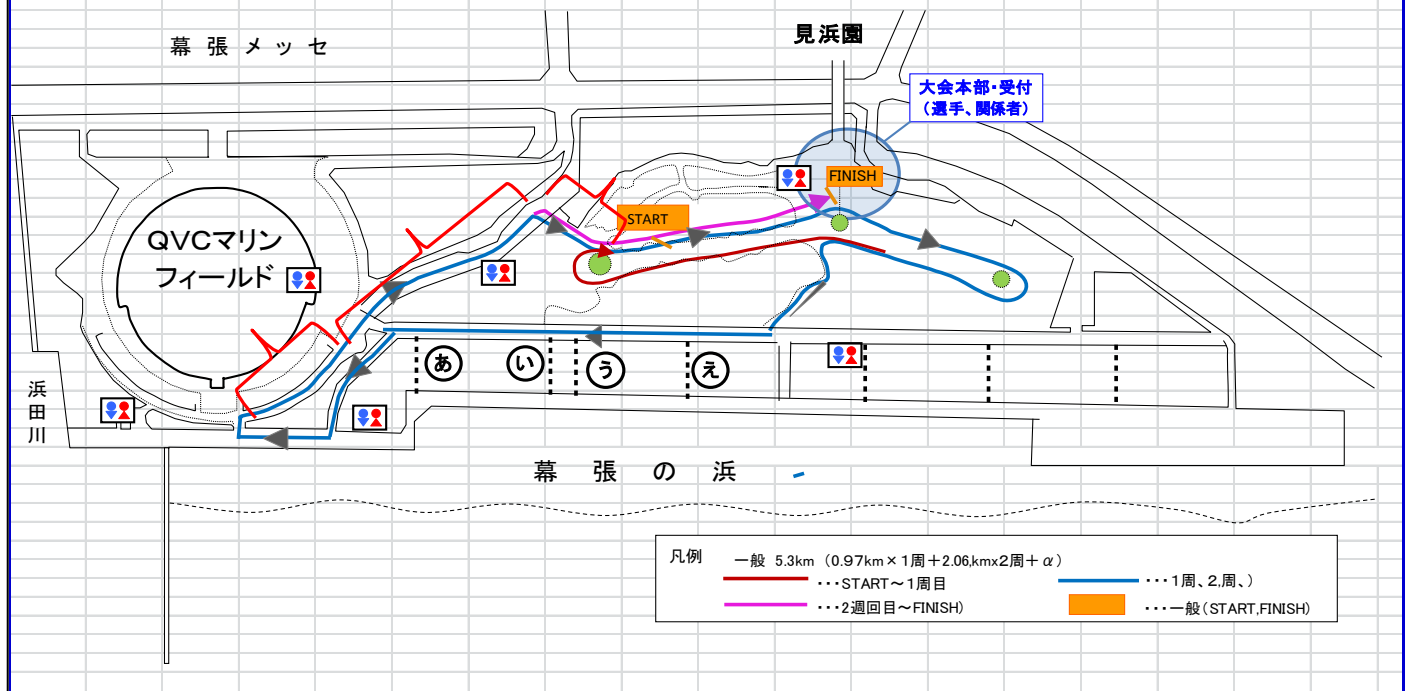 幕張メッセ
見浜園
大会本部・受付
（選手、関係者）
FINISH
START
QVCマリン
フィールド
あ
い
う
え
浜田川
幕張の浜
凡例 一般 5.3km（0.97km×1周＋2.06,kmx2周＋α）
・・・START～1周目
・・・1周、2,周、）
・・・2週回目～FINISH)
・・・一般（START,FINISH)